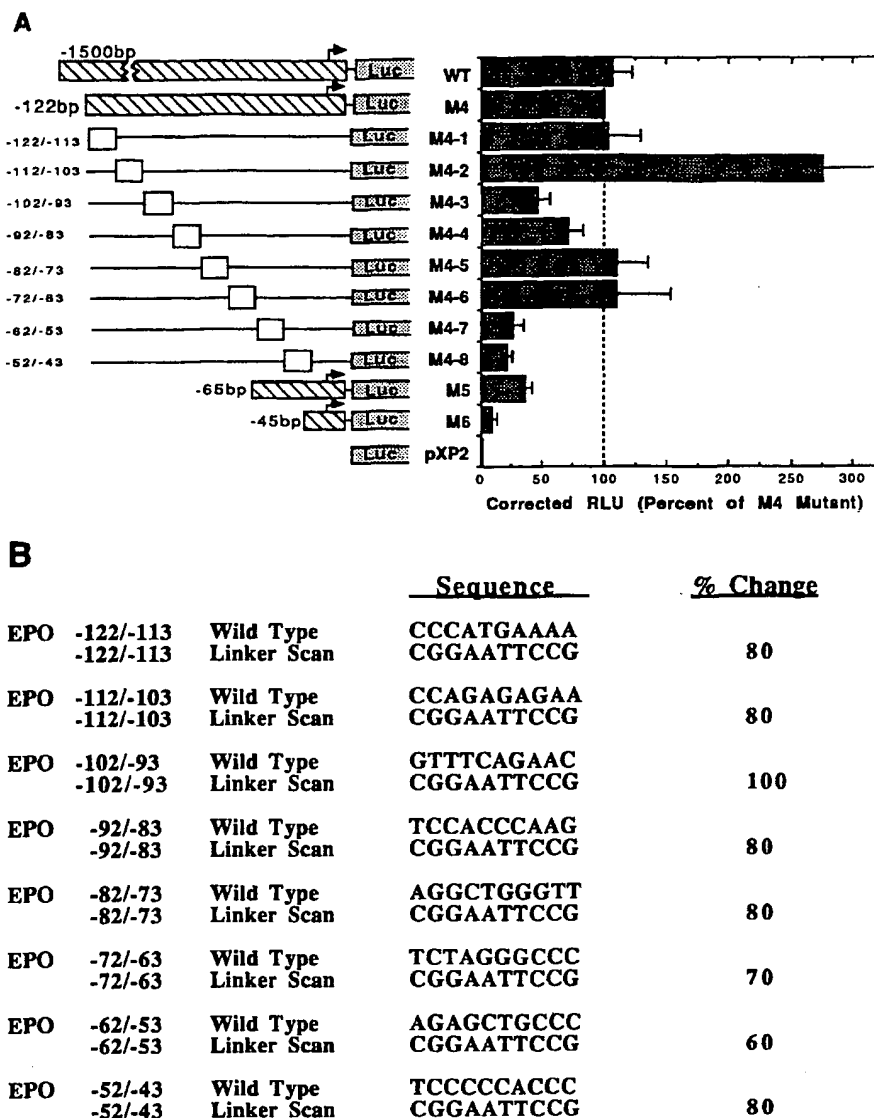 A
-1500bp
Luc
WT
-122bp
Luc
M4
-122/-113
M4-1
-112/-103
M4-2
-102/-93
M4-3
-92/-83
M4-4
-82/-73
M4-5
-72/-63
M4-6
-62/-53
M4-7
-52/-43
Luc
M4-8
-65bp
Luc
M5
-45bp
Luc
M6
Luc
pXP2
0 50 100 150 200 250 300
Corrected RLU (Percent of M4 Mutant)
B
Sequence % Change
EPO -122/-113 Wild Type CCCATGAAAA
-122/-113 Linker Scan CGGAATTCCG 80
EPO -112/-103 Wild Type CCAGAGAGAA
-112/-103 Linker Scan CGGAATTCCG 80
EPO -102/-93 Wild Type GTTTCAGAAC
-102/-93 Linker Scan CGGAATTCCG 100
EPO -92/-83 Wild Type TCCACCCAAG
-92/-83 Linker Scan CGGAATTCCG 80
EPO -82/-73 Wild Type AGGCTGGGTT
-82/-73 Linker Scan CGGAATTCCG 80
EPO -72/-63 Wild Type TCTAGGGCCC
-72/-63 Linker Scan CGGAATTCCG 70
EPO -62/-53 Wild Type AGAGCTGCCC
-62/-53 Linker Scan CGGAATTCCG 60
EPO -52/-43 Wild Type TCCCCCACCC
-52/-43 Linker Scan CGGAATTCCG 80